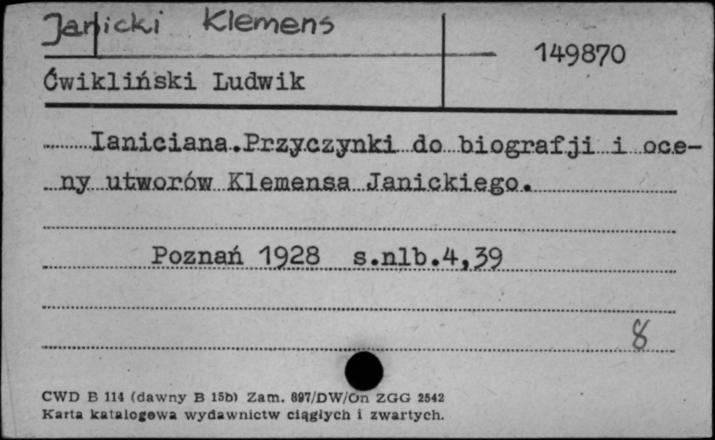 Janicki Klemens
149870
Ćwikliński Ludwik
Ianiciana.Przyczynki do biografji i oce-
ny utworów Klemensa Janickiego.
Poznań 1928 s.nlb.4,39
8
CWD B 114 (dawny B 15b) Zam. 897/DW/On ZGG 2542
Karta katalogowa wydawnictw ciągłych i zwartych.